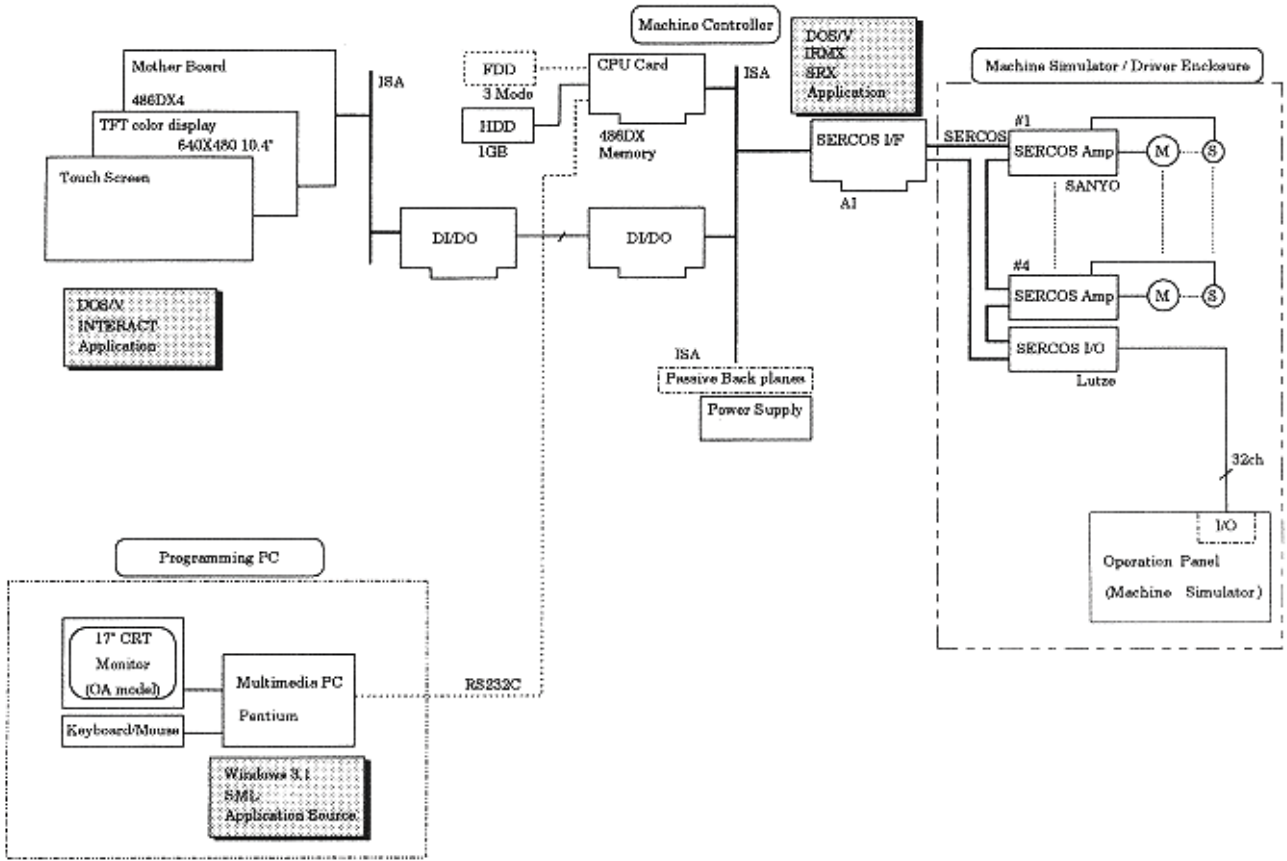 Machine Controller
Mother Board
486DX4
TFT color display
640X480 10.4"
Touch Screen
ISA
DI/DO
DOS/V
INTERACT
Application
FDD
3 Mode
HDD
1GB
CPU Card
486DX
Memory
DI/DO
ISA
DOS/V
IRMX
SRX
Application
SERCOS I/F
AI
ISA
Passive Back planes
Power Supply
Machine Simulator / Driver Enclosure
SERCOS
#1
SERCOS Amp
SANYO
M
S
#4
SERCOS Amp
M
S
SERCOS I/O
Lutze
32ch
I/O
Operation Panel
(Machine Simulator)
Programming PC
17" CRT
Monitor
(OA model)
Keyboard/Mouse
Multimedia PC
Pentium
RS232C
Windows 3.1
SML
Application Source